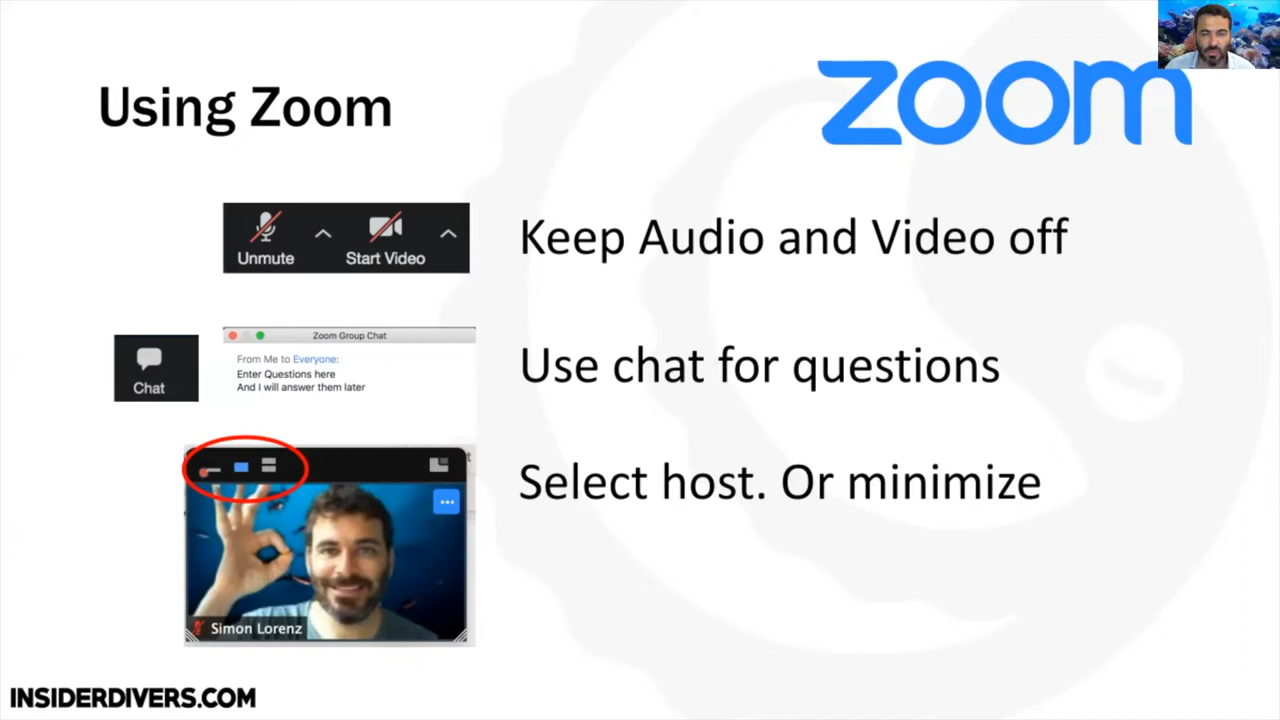 Using Zoom
zoom
Unmute
Start Video
Keep Audio and Video off
Chat
Zoom Group Chat
From Me to Everyone:
Enter Questions here
And I will answer them later
Use chat for questions
Select host. Or minimize
Simon Lorenz
INSIDERDIVERS.COM